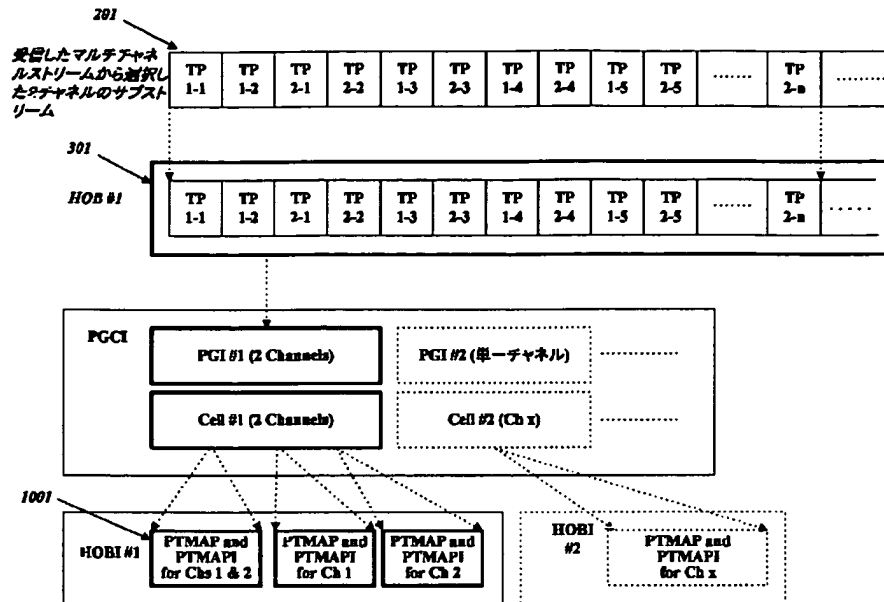 201
受信したマルチチャネ
ルストリームから選択し
た2チャネルのサブスト
リーム
TP 1-1 TP 1-2 TP 2-1 TP 2-2 TP 1-3 TP 2-3 TP 1-4 TP 2-4 TP 1-5 TP 2-5 ....... TP 2-n ..........
301
HOB #1
TP 1-1 TP 1-2 TP 2-1 TP 2-2 TP 1-3 TP 2-3 TP 1-4 TP 2-4 TP 1-5 TP 2-5 ....... TP 2-n .....
PGCI
PGI #1 (2 Channels)
PGI #2 (単一チャネル)
Cell #1 (2 Channels)
Cell #2 (Ch x)
1001
HOBI #1
PTMAP and
PTMAPI
for Chs 1 & 2
PTMAP and
PTMAPI
for Ch 1
PTMAP and
PTMAPI
for Ch 2
HOBI
#2
PTMAP and
PTMAPI
for Ch x